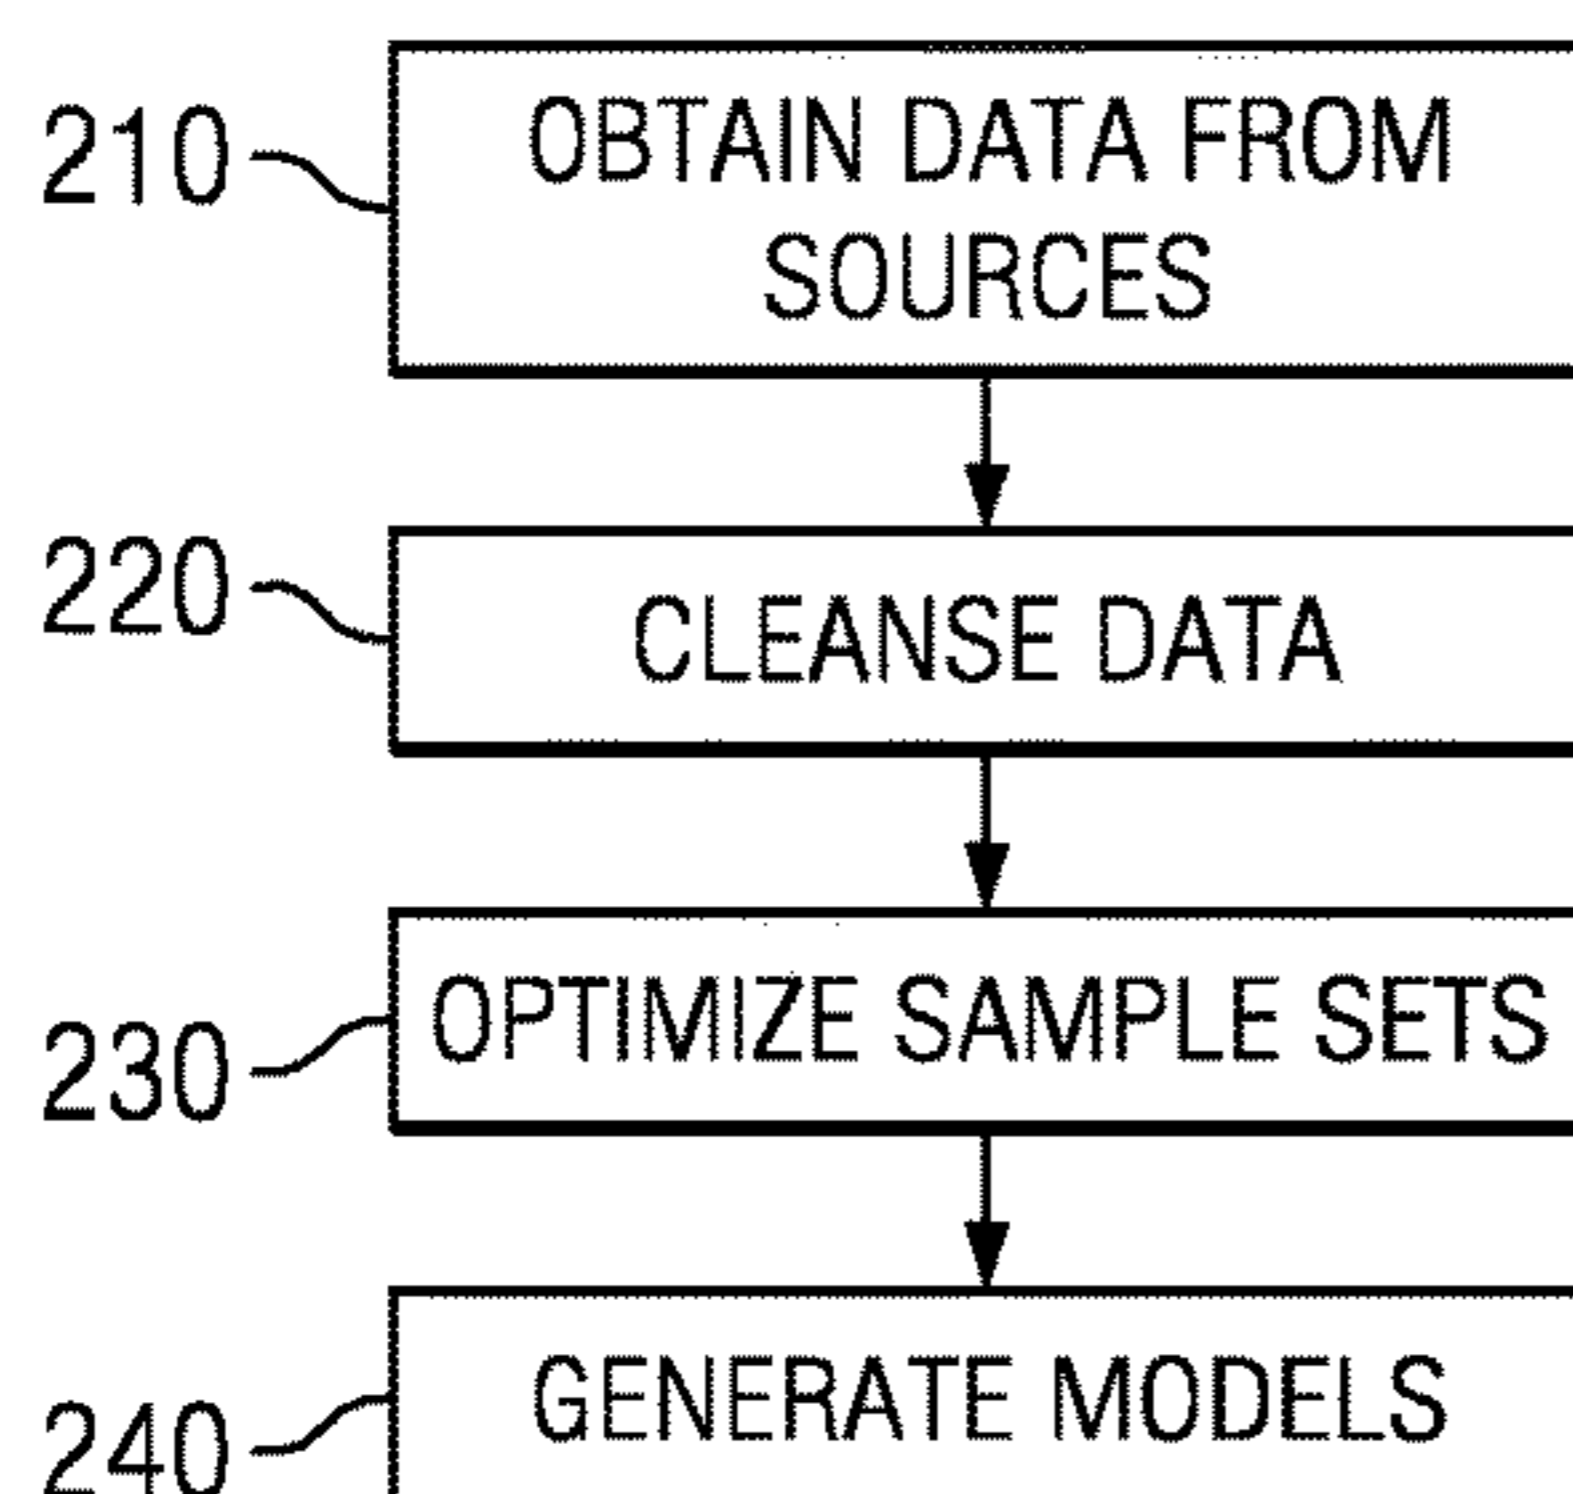 210
OBTAIN DATA FROM
SOURCES
220
CLEANSE DATA
230
OPTIMIZE SAMPLE SETS
240
GENERATE MODELS